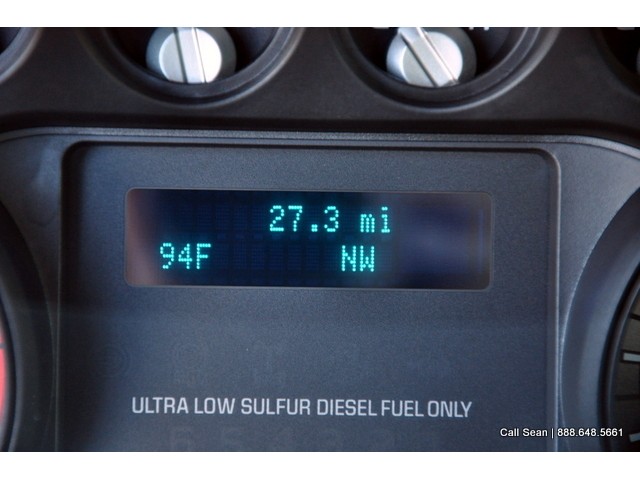 27.3 mi
94F NW
ULTRA LOW SULFUR DIESEL FUEL ONLY
Call Sean | 888.648.5661